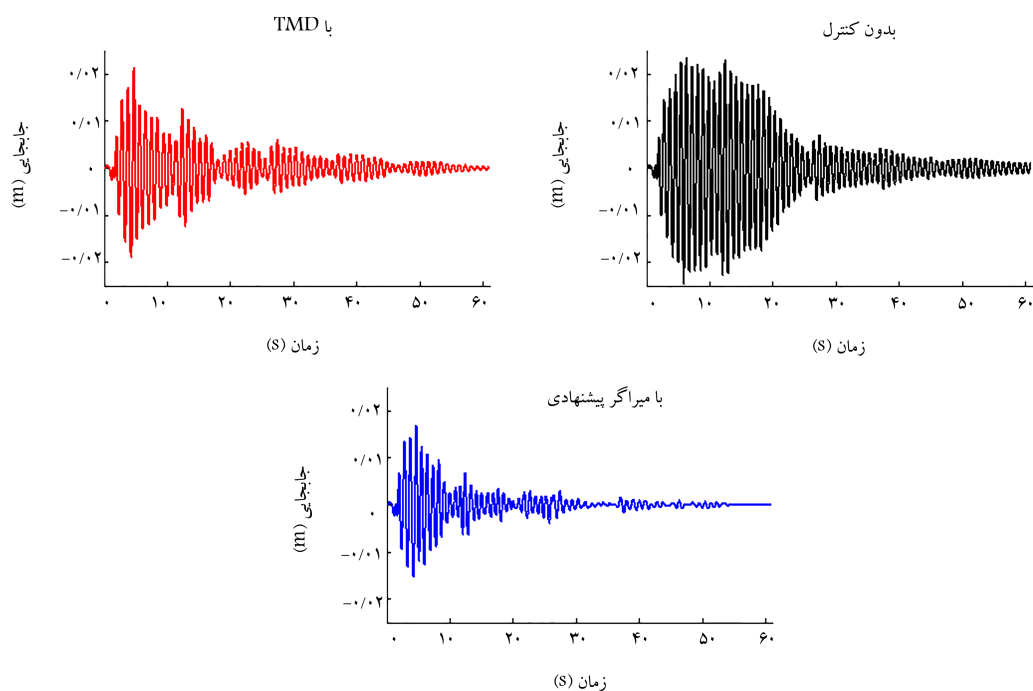 بدون کنترل
۰/۰۲
۰/۰۱
۰
−۰/۰۱
−۰/۰۲
جابجایی (m)
۰ ۱۰ ۲۰ ۳۰ ۴۰ ۵۰ ۶۰
زمان (s)
با TMD
۰/۰۲
۰/۰۱
۰
−۰/۰۱
−۰/۰۲
جابجایی (m)
۰ ۱۰ ۲۰ ۳۰ ۴۰ ۵۰ ۶۰
زمان (s)
با میراگر پیشنهادی
۰/۰۲
۰/۰۱
۰
−۰/۰۱
−۰/۰۲
جابجایی (m)
۰ ۱۰ ۲۰ ۳۰ ۴۰ ۵۰ ۶۰
زمان (s)